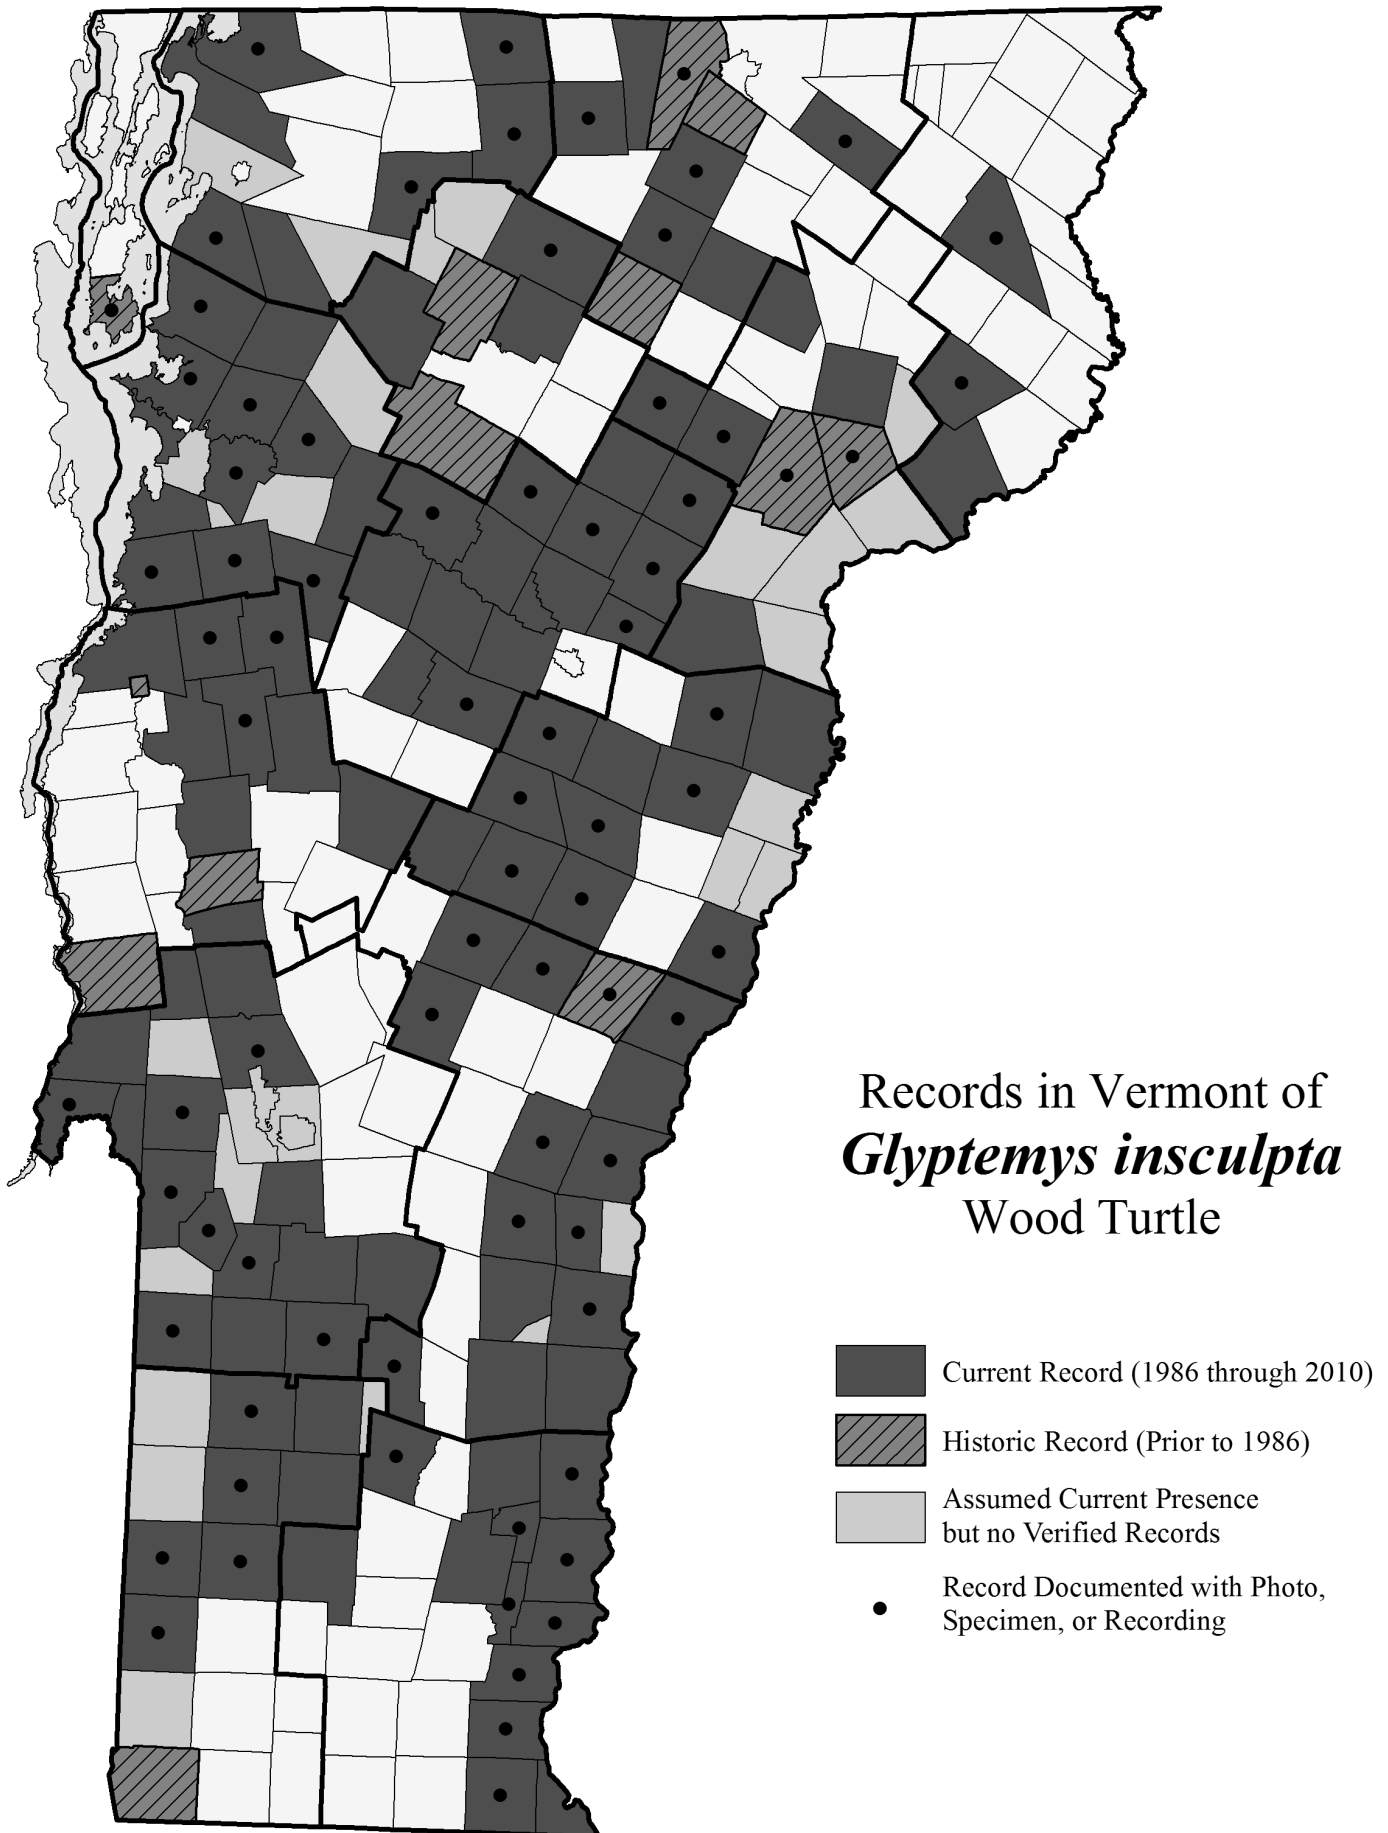 Records in Vermont of
Glyptemys insculpta
Wood Turtle
Current Record (1986 through 2010)
Historic Record (Prior to 1986)
Assumed Current Presence
but no Verified Records
Record Documented with Photo,
Specimen, or Recording